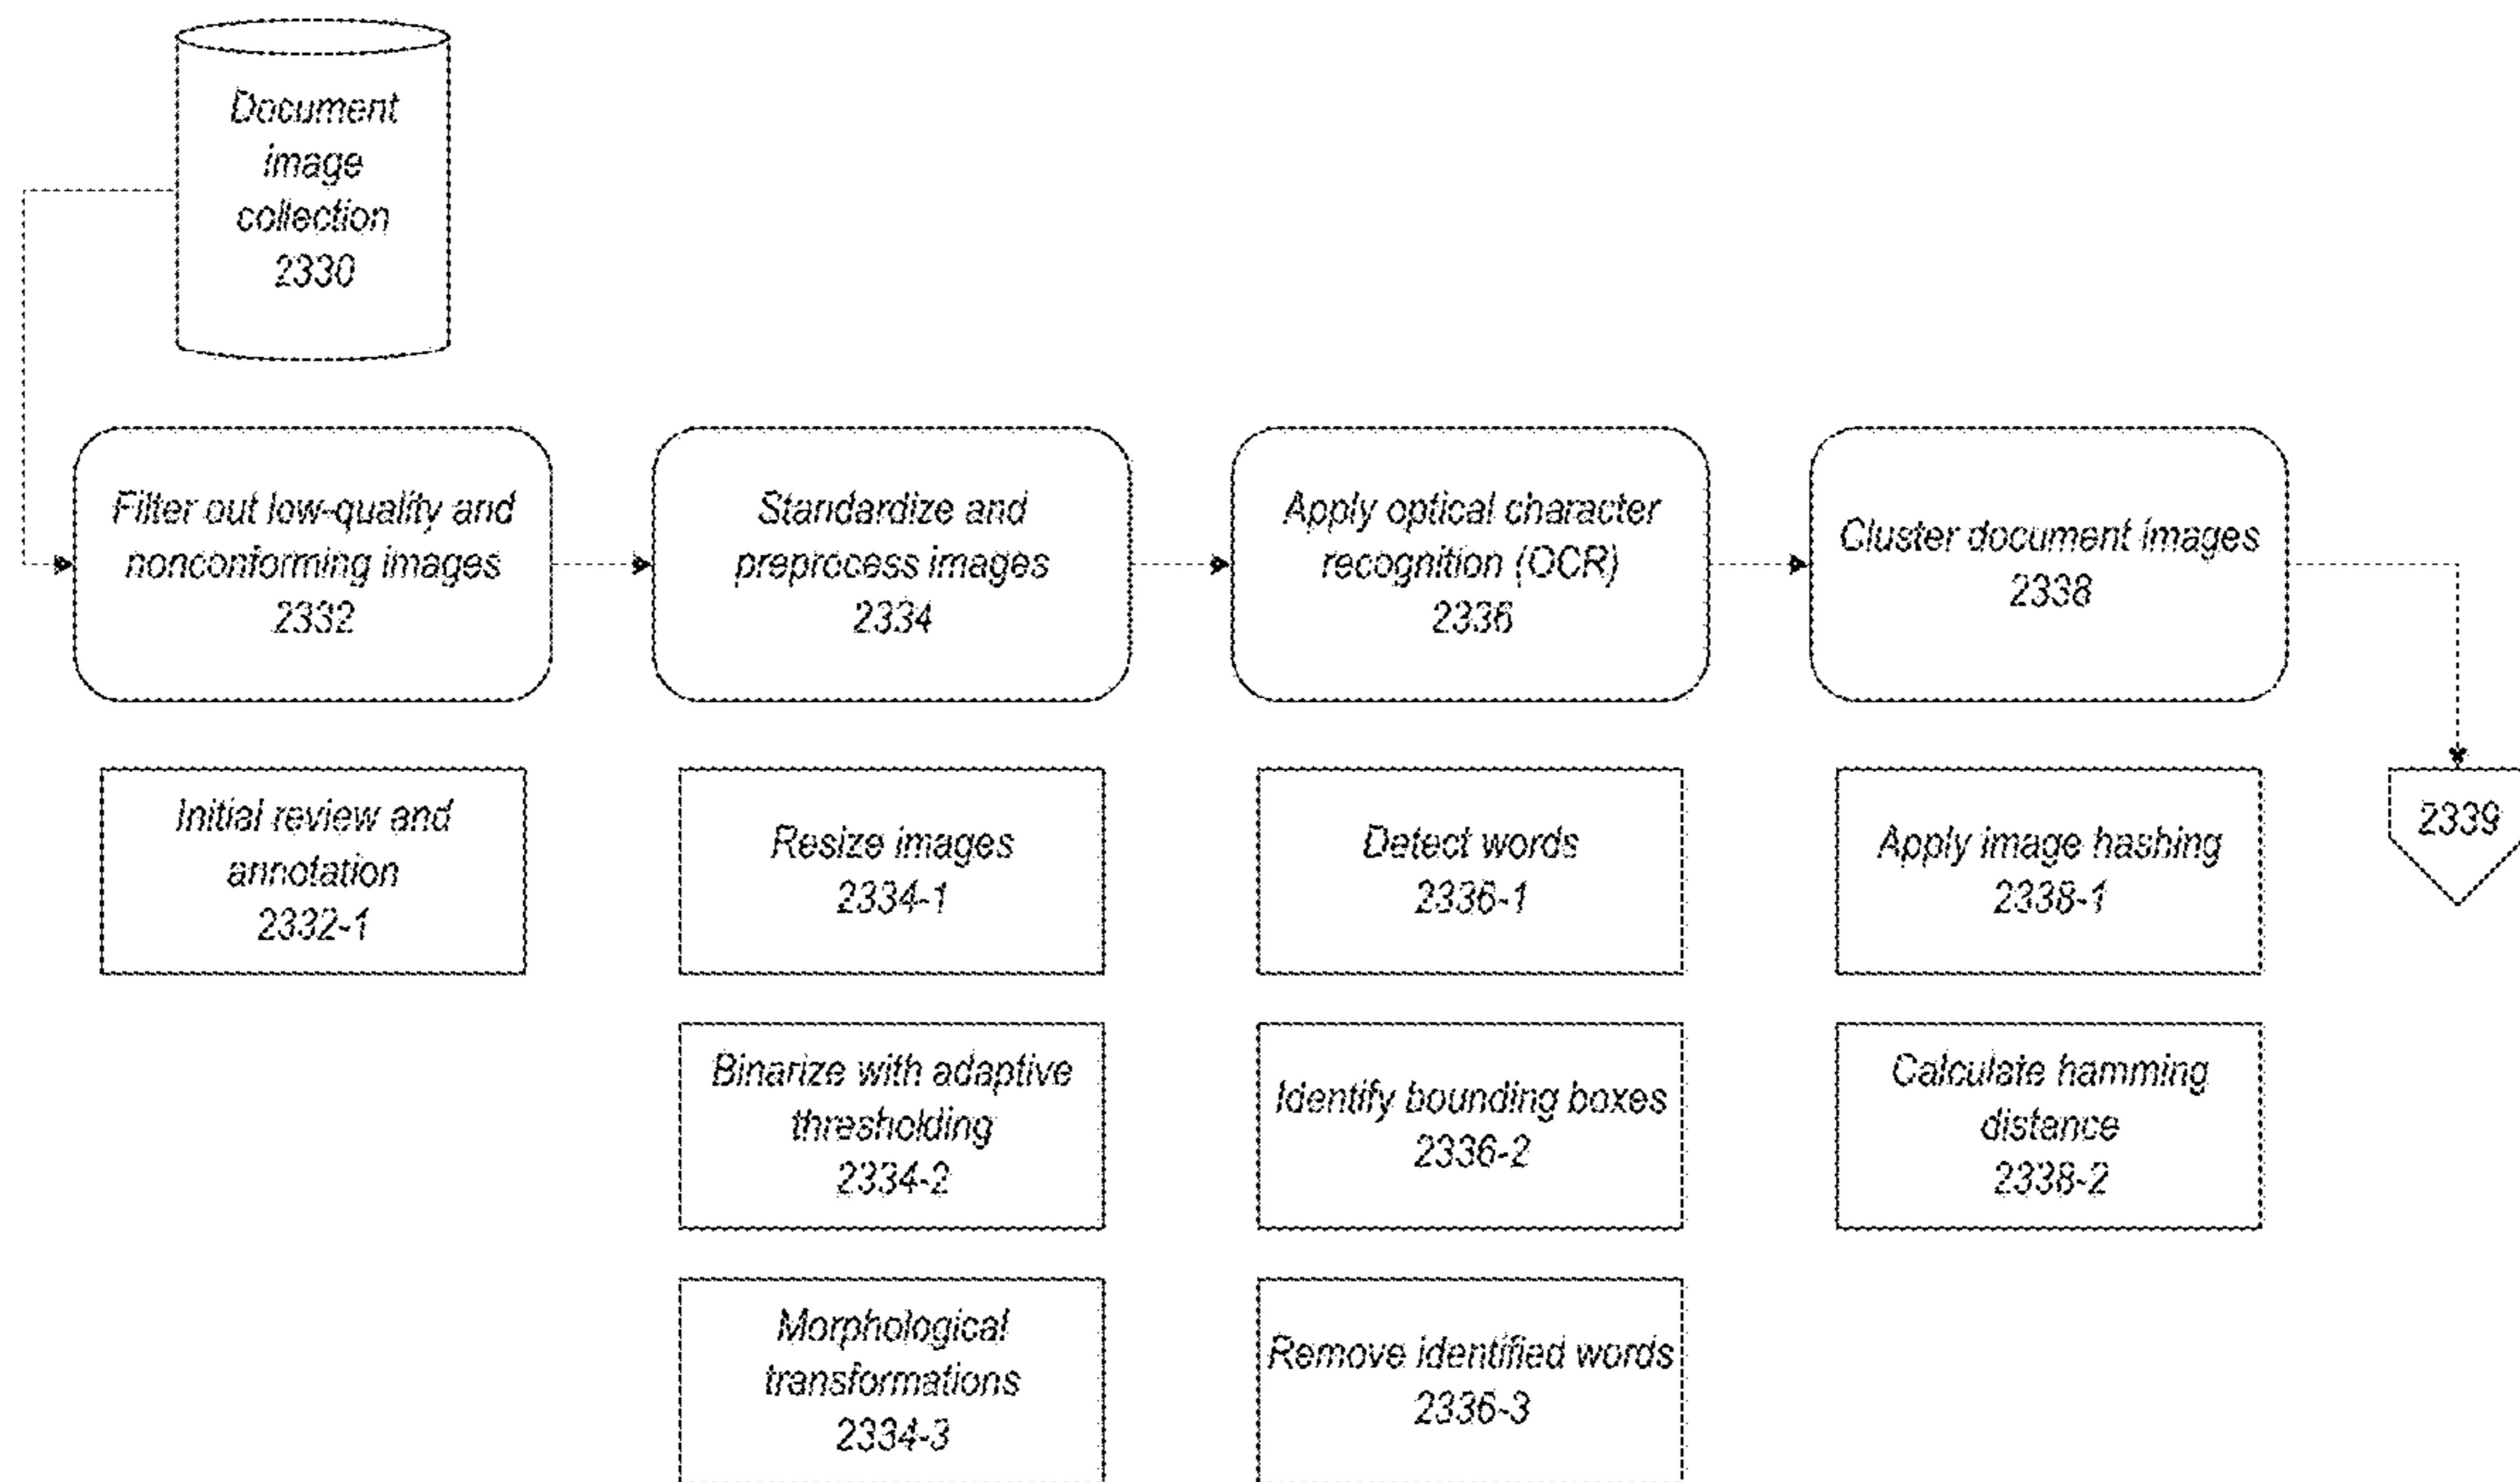 Document
image
collection
2330
Filter out low-quality and
nonconforming images
2332
Standardize and
preprocess images
2334
Apply optical character
recognition (OCR)
2336
Cluster document images
2338
Initial review and
annotation
2332-1
Resize images
2334-1
Binarize with adaptive
thresholding
2334-2
Morphological
transformations
2334-3
Detect words
2336-1
Identify bounding boxes
2336-2
Remove identified words
2336-3
Apply image hashing
2338-1
Calculate hamming
distance
2338-2
2339